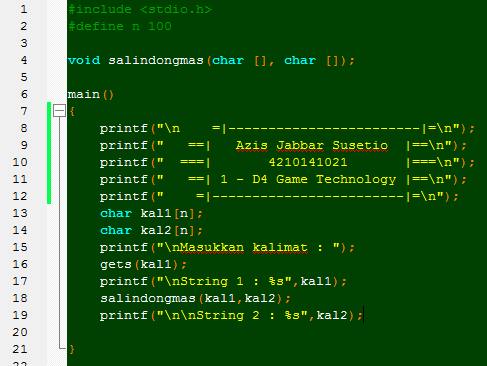 1 #include <stdio.h>
2 #define n 100
3
4 void salindongmas(char [], char []);
5
6 main()
7 {
8     printf("\n    =|------------------------|=\n");
9     printf("   ==|   Azis Jabbar Susetio  |==\n");
10     printf("  ===|       4210141021       |===\n");
11     printf("   ==| 1 - D4 Game Technology |==\n");
12     printf("    =|------------------------|=\n");
13     char kal1[n];
14     char kal2[n];
15     printf("\nMasukkan kalimat : ");
16     gets(kal1);
17     printf("\nString 1 : %s",kal1);
18     salindongmas(kal1,kal2);
19     printf("\n\nString 2 : %s",kal2);
20
21 }